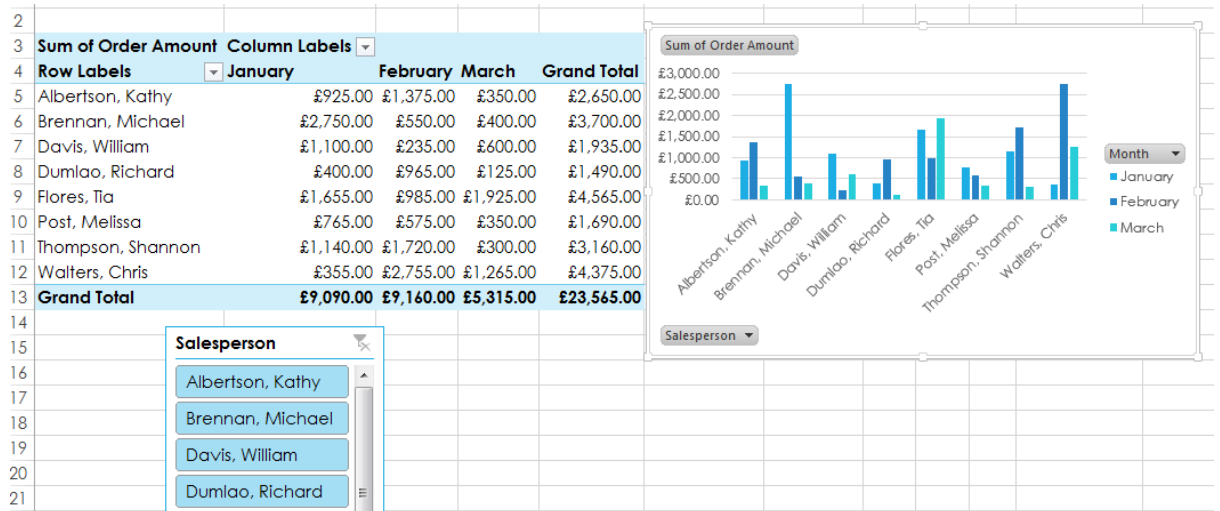 2
3 Sum of Order Amount Column Labels
4 Row Labels January February March Grand Total
5 Albertson, Kathy £925.00 £1,375.00 £350.00 £2,650.00
6 Brennan, Michael £2,750.00 £550.00 £400.00 £3,700.00
7 Davis, William £1,100.00 £235.00 £600.00 £1,935.00
8 Dumlao, Richard £400.00 £965.00 £125.00 £1,490.00
9 Flores, Tia £1,655.00 £985.00 £1,925.00 £4,565.00
10 Post, Melissa £765.00 £575.00 £350.00 £1,690.00
11 Thompson, Shannon £1,140.00 £1,720.00 £300.00 £3,160.00
12 Walters, Chris £355.00 £2,755.00 £1,265.00 £4,375.00
13 Grand Total £9,090.00 £9,160.00 £5,315.00 £23,565.00
14
15
16
17
18
19
20
21
Salesperson
Albertson, Kathy
Brennan, Michael
Davis, William
Dumlao, Richard
Sum of Order Amount
£3,000.00
£2,500.00
£2,000.00
£1,500.00
£1,000.00
£500.00
£0.00
Albertson, Kathy
Brennan, Michael
Davis, William
Dumlao, Richard
Flores, Tia
Post, Melissa
Thompson, Shannon
Walters, Chris
Month
January
February
March
Salesperson